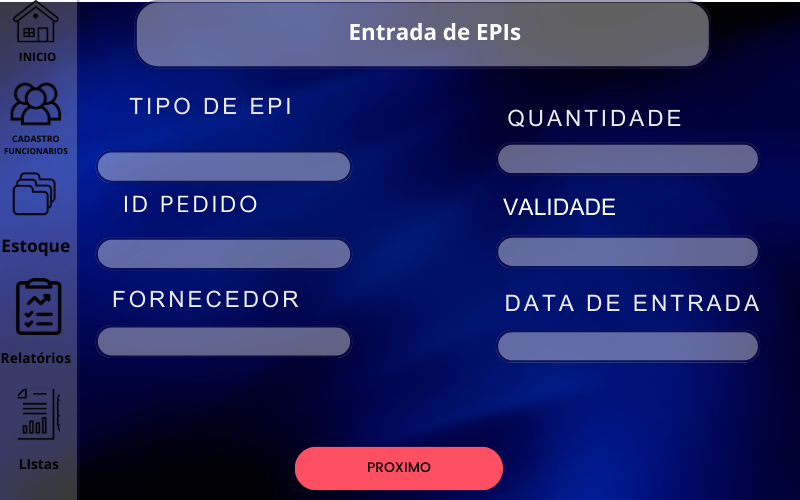 INICIO
CADASTRO
FUNCIONARIOS
Estoque
Relatórios
LIstas
Entrada de EPIs
TIPO DE EPI
QUANTIDADE
ID PEDIDO
VALIDADE
FORNECEDOR
DATA DE ENTRADA
PROXIMO